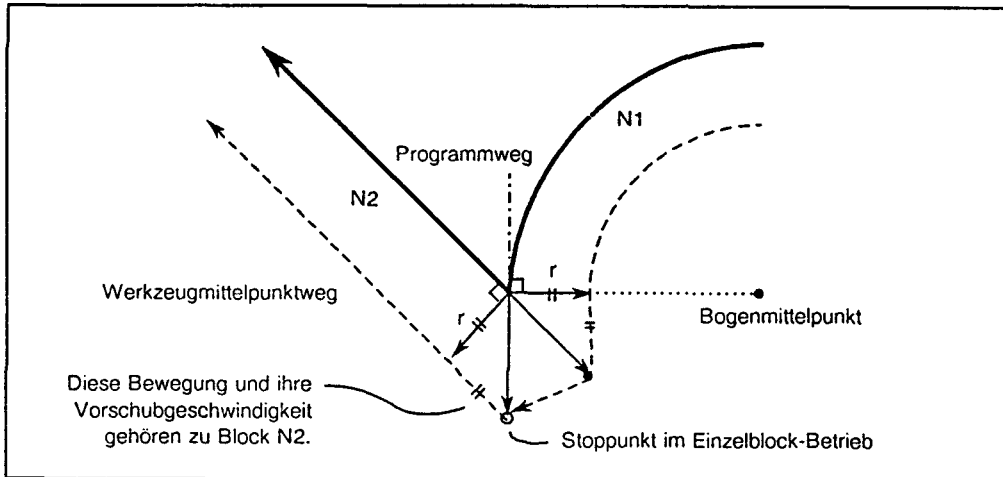 N1
Programmweg
N2
r
Werkzeugmittelpunktweg
r
Bogenmittelpunkt
Diese Bewegung und ihre
Vorschubgeschwindigkeit
gehören zu Block N2.
Stoppunkt im Einzelblock-Betrieb